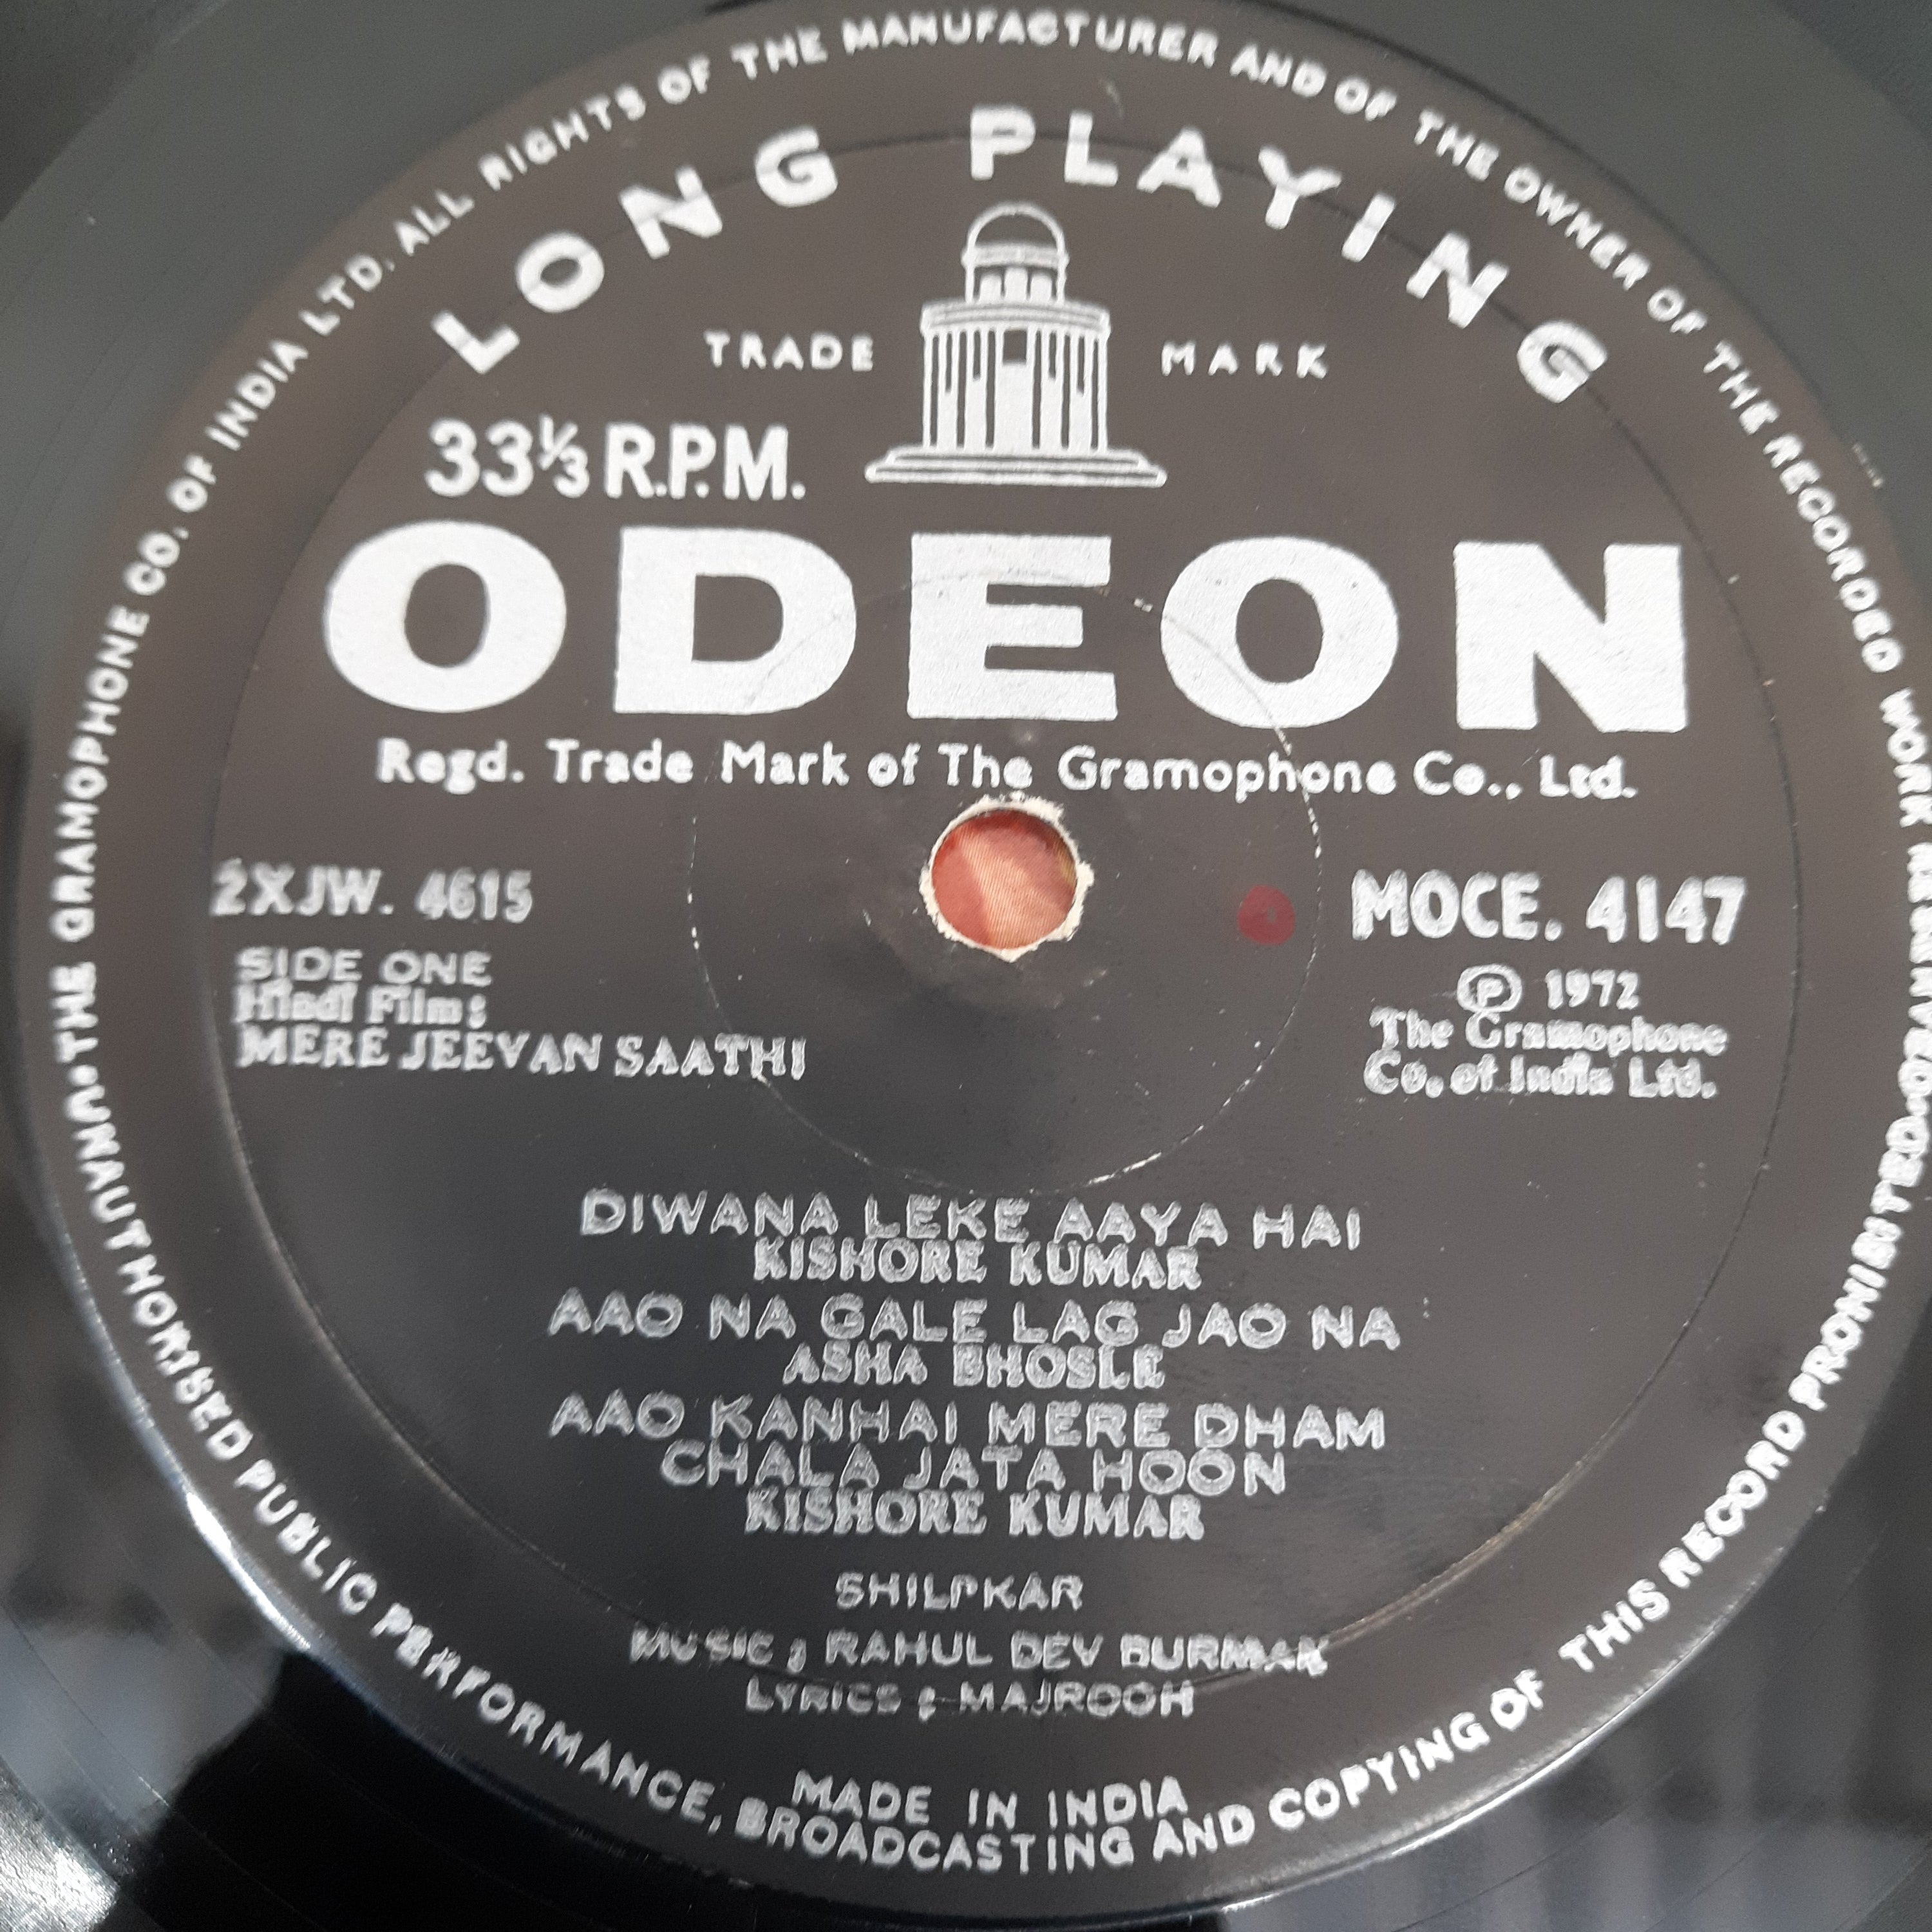 THE GRAMOPHONE CO. OF INDIA LTD. ALL RIGHTS OF THE MANUFACTURER AND OF THE OWNER OF THE RECORDED WORK RESERVED. UNAUTHORISED PUBLIC PERFORMANCE, BROADCASTING AND COPYING OF THIS RECORD PROHIBITED.
LONG PLAYING
TRADE MARK
33⅓ R.P.M.
ODEON
Regd. Trade Mark of The Gramophone Co., Ltd.
2XJW. 4615
MOCE. 4147
SIDE ONE
Hindi Film:
MERE JEEVAN SAATHI
℗ 1972
The Gramophone
Co. of India Ltd.
DIWANA LEKE AAYA HAI
KISHORE KUMAR
AAO NA GALE LAG JAO NA
ASHA BHOSLE
AAO KANHAI MERE DHAM
CHALA JATA HOON
KISHORE KUMAR
SHILPKAR
MUSIC : RAHUL DEV BURMAN
LYRICS : MAJROOH
MADE IN INDIA